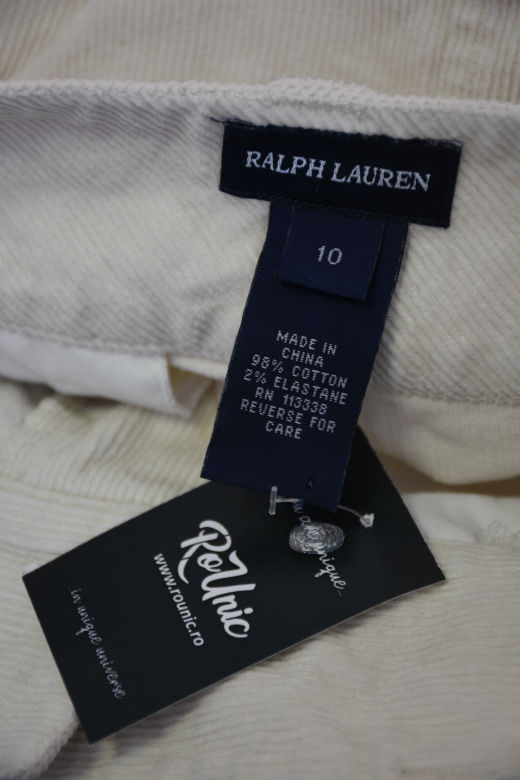 RALPH LAUREN
10
MADE IN
CHINA
98% COTTON
2% ELASTANE
RN 113338
REVERSE FOR
CARE
RoUnic
www.rounic.ro
in unique universe
unique